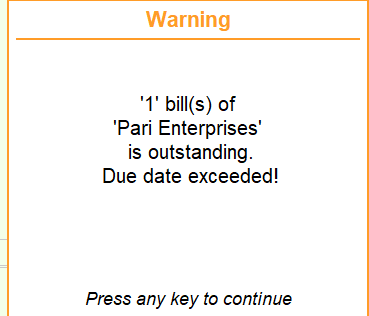 Warning
'1' bill(s) of
'Pari Enterprises'
is outstanding.
Due date exceeded!
Press any key to continue